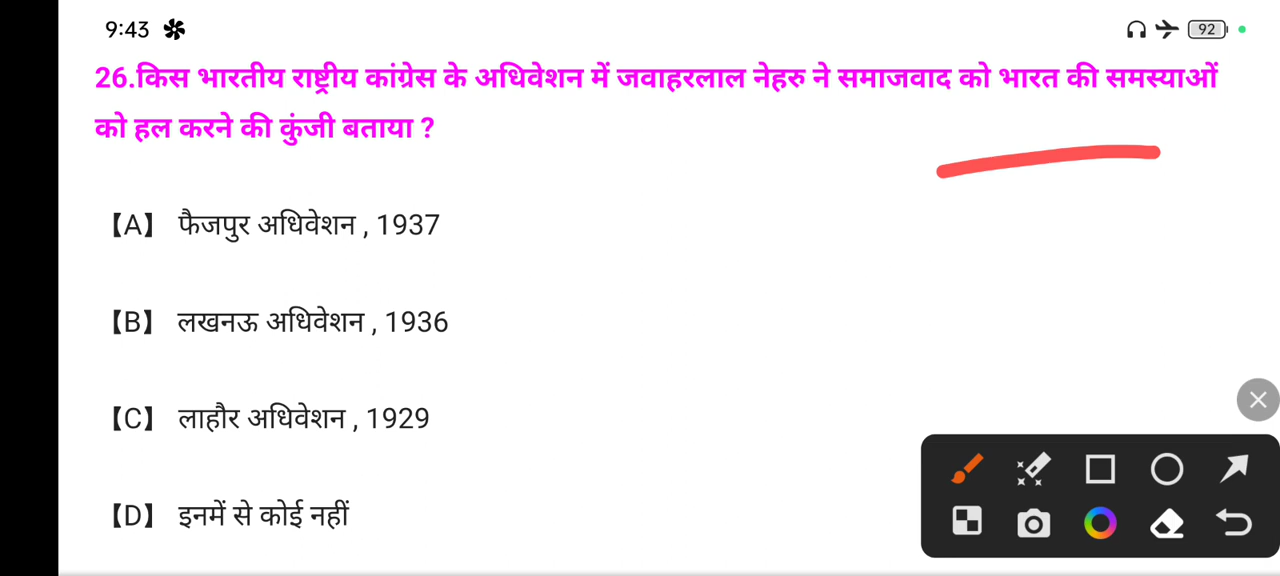 9:43
92
26.किस भारतीय राष्ट्रीय कांग्रेस के अधिवेशन में जवाहरलाल नेहरु ने समाजवाद को भारत की समस्याओं
को हल करने की कुंजी बताया ?
【A】 फैजपुर अधिवेशन , 1937
【B】 लखनऊ अधिवेशन , 1936
【C】 लाहौर अधिवेशन , 1929
【D】 इनमें से कोई नहीं